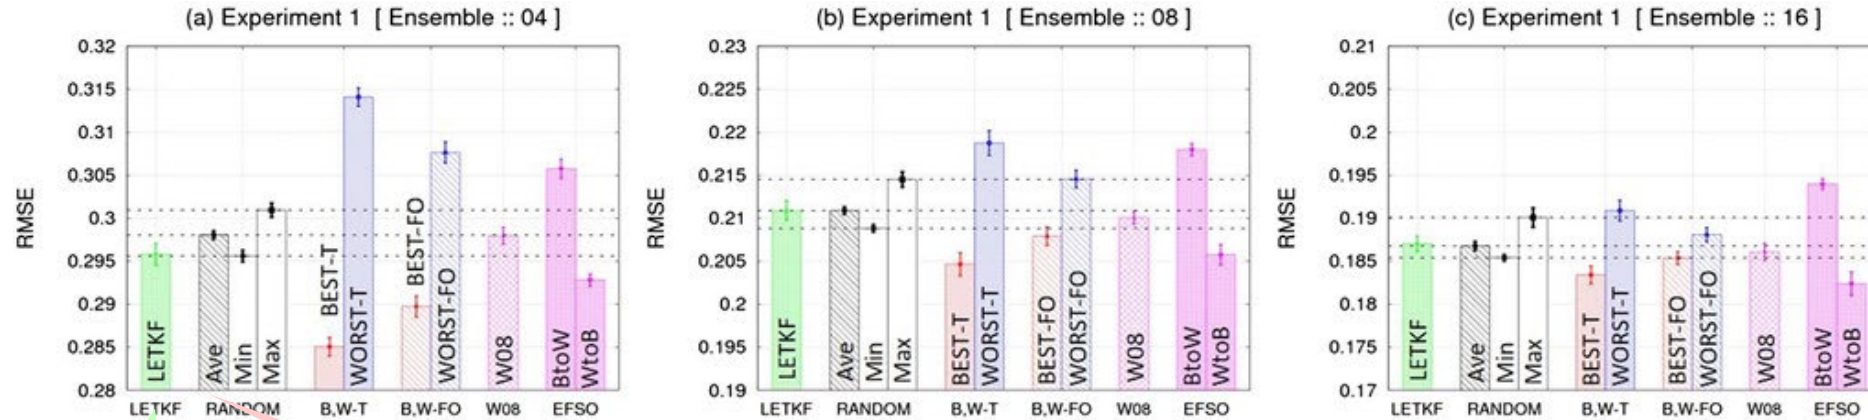 (a) Experiment 1 [ Ensemble :: 04 ]
RMSE
0.32
0.315
0.31
0.305
0.3
0.295
0.29
0.285
0.28
LETKF
Ave
Min
Max
BEST-T
WORST-T
BEST-FO
WORST-FO
W08
BtoW
WtoB
LETKF RANDOM B,W-T B,W-FO W08 EFSO
(b) Experiment 1 [ Ensemble :: 08 ]
RMSE
0.23
0.225
0.22
0.215
0.21
0.205
0.2
0.195
0.19
LETKF
Ave
Min
Max
BEST-T
WORST-T
BEST-FO
WORST-FO
W08
BtoW
WtoB
LETKF RANDOM B,W-T B,W-FO W08 EFSO
(c) Experiment 1 [ Ensemble :: 16 ]
RMSE
0.21
0.205
0.2
0.195
0.19
0.185
0.18
0.175
0.17
LETKF
Ave
Min
Max
BEST-T
WORST-T
BEST-FO
WORST-FO
W08
BtoW
WtoB
LETKF RANDOM B,W-T B,W-FO W08 EFSO